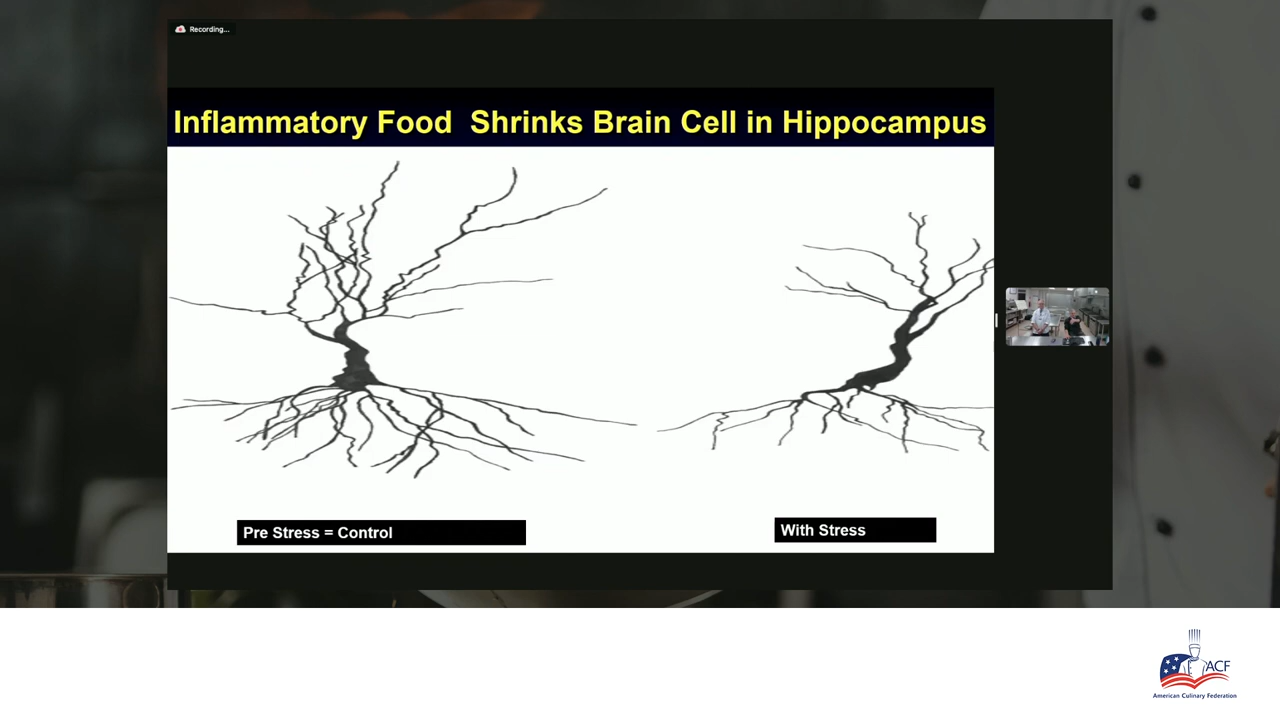 Recording...
Inflammatory Food Shrinks Brain Cell in Hippocampus
Pre Stress = Control
With Stress
ACF
American Culinary Federation